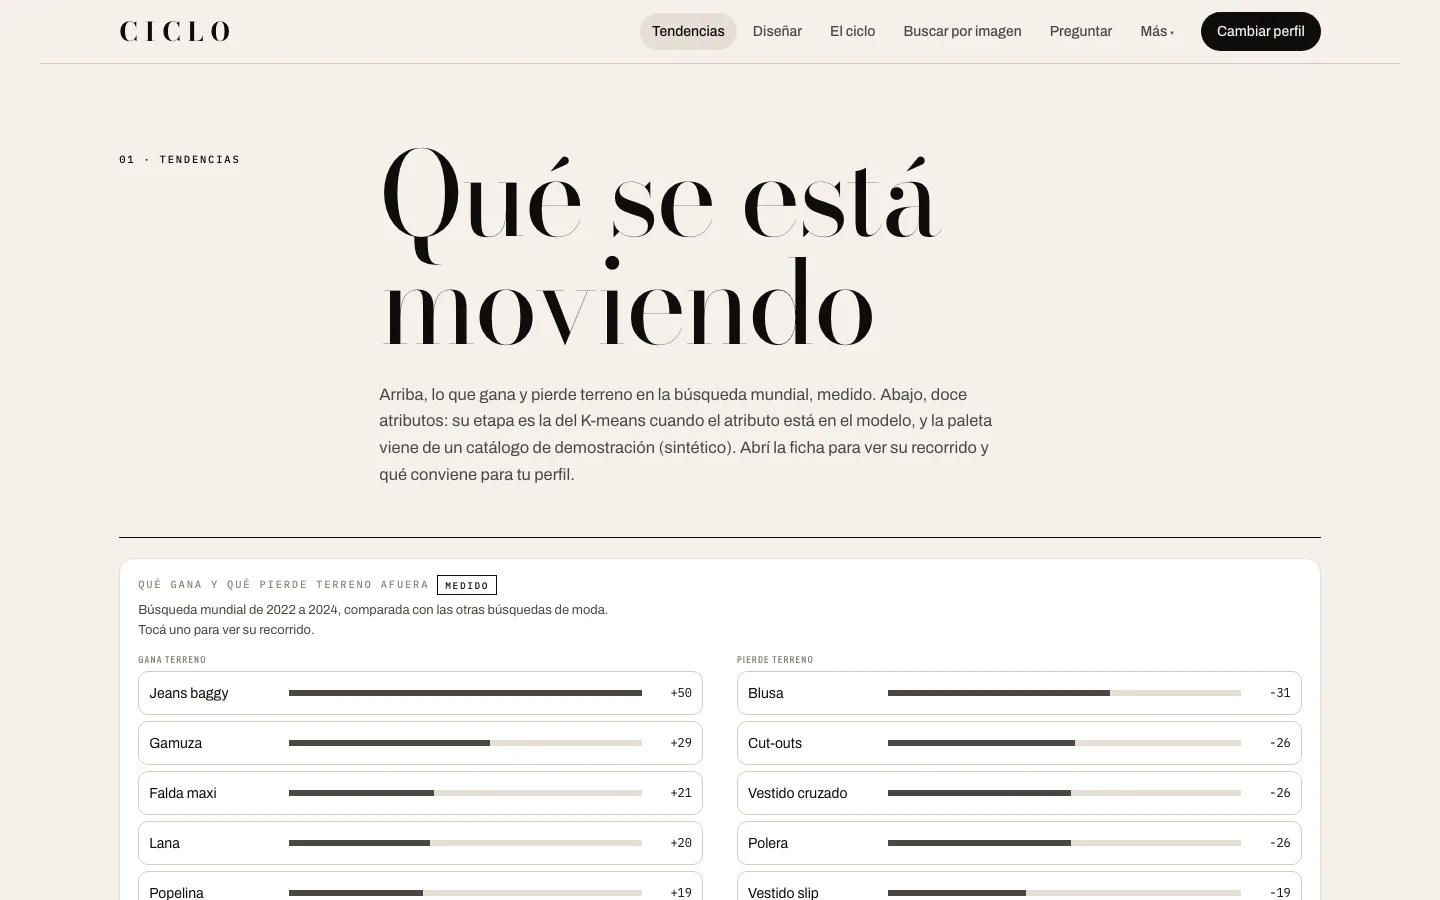 CICLO
Tendencias
Diseñar
El ciclo
Buscar por imagen
Preguntar
Más
Cambiar perfil
01 · TENDENCIAS
Qué se está
moviendo
Arriba, lo que gana y pierde terreno en la búsqueda mundial, medido. Abajo, doce
atributos: su etapa es la del K-means cuando el atributo está en el modelo, y la paleta
viene de un catálogo de demostración (sintético). Abrí la ficha para ver su recorrido y
qué conviene para tu perfil.
QUÉ GANA Y QUÉ PIERDE TERRENO AFUERA MEDIDO
Búsqueda mundial de 2022 a 2024, comparada con las otras búsquedas de moda.
Tocá uno para ver su recorrido.
GANA TERRENO
Jeans baggy +50
Gamuza +29
Falda maxi +21
Lana +20
Popelina +19
PIERDE TERRENO
Blusa -31
Cut-outs -26
Vestido cruzado -26
Polera -26
Vestido slip -19